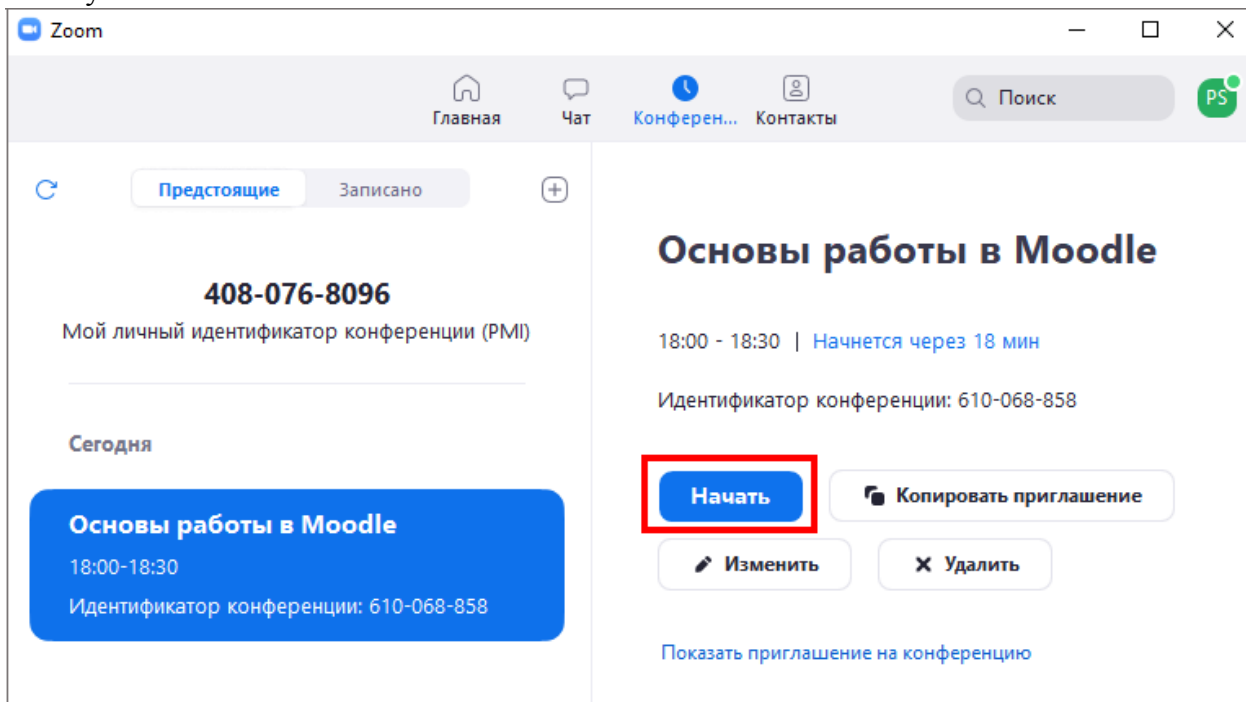 Zoom
Главная
Чат
Конферен...
Контакты
Поиск
PS
Предстоящие
Записано
408-076-8096
Мой личный идентификатор конференции (PMI)
Сегодня
Основы работы в Moodle
18:00-18:30
Идентификатор конференции: 610-068-858
Основы работы в Moodle
18:00 - 18:30 | Начнется через 18 мин
Идентификатор конференции: 610-068-858
Начать
Копировать приглашение
Изменить
Удалить
Показать приглашение на конференцию